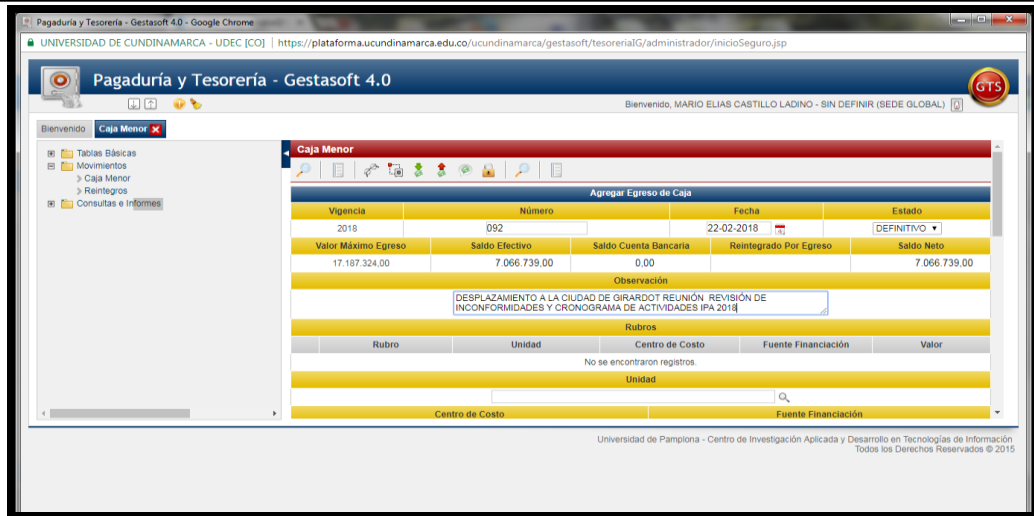 Pagaduría y Tesorería - Gestasoft 4.0 - Google Chrome
UNIVERSIDAD DE CUNDINAMARCA - UDEC [CO] | https://plataforma.ucundinamarca.edu.co/ucundinamarca/gestasoft/tesoreriaIG/administrador/inicioSeguro.jsp
Pagaduría y Tesorería - Gestasoft 4.0
GTS
Bienvenido, MARIO ELIAS CASTILLO LADINO - SIN DEFINIR (SEDE GLOBAL)
Bienvenido Caja Menor
Tablas Básicas
Movimientos
Caja Menor
Reintegros
Consultas e Informes
Caja Menor
Agregar Egreso de Caja
Vigencia Número Fecha Estado
2018 092 22-02-2018 DEFINITIVO
Valor Máximo Egreso Saldo Efectivo Saldo Cuenta Bancaria Reintegrado Por Egreso Saldo Neto
17.187.324,00 7.066.739,00 0,00 7.066.739,00
Observación
DESPLAZAMIENTO A LA CIUDAD DE GIRARDOT REUNIÓN REVISIÓN DE
INCONFORMIDADES Y CRONOGRAMA DE ACTIVIDADES IPA 2018
Rubros
Rubro Unidad Centro de Costo Fuente Financiación Valor
No se encontraron registros.
Unidad
Centro de Costo Fuente Financiación
Universidad de Pamplona - Centro de Investigación Aplicada y Desarrollo en Tecnologías de Información
Todos los Derechos Reservados © 2015